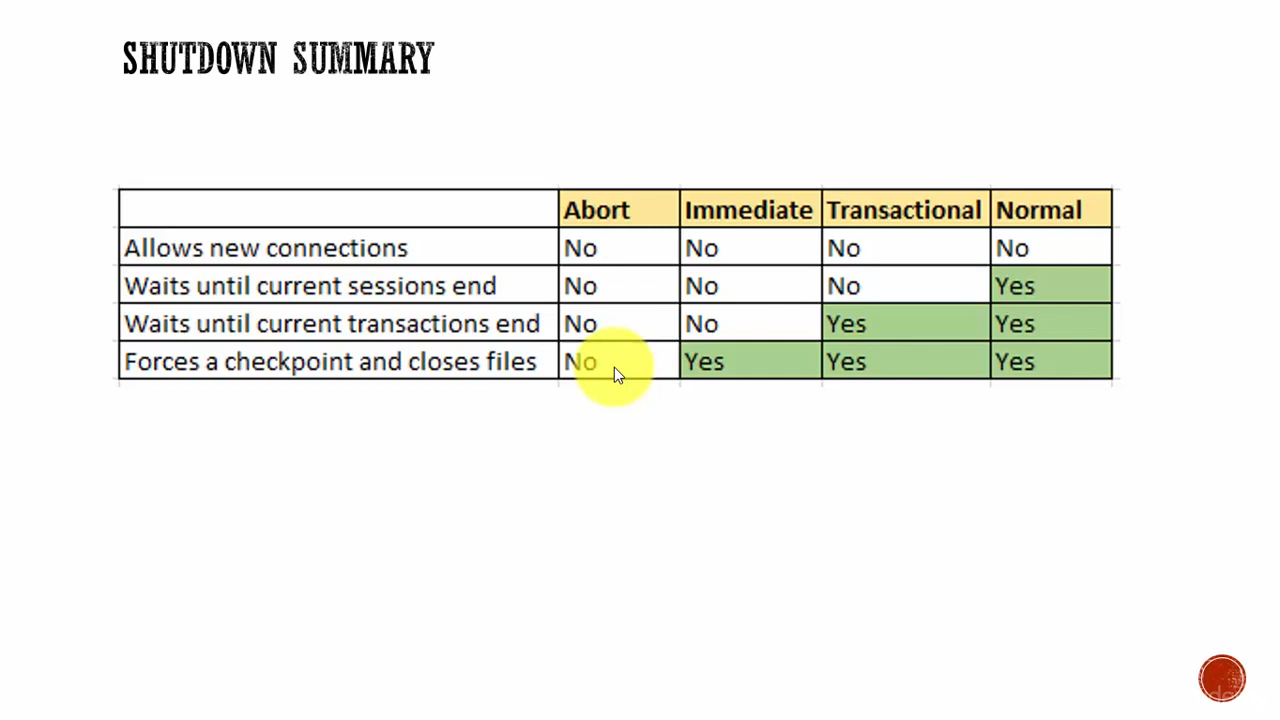 SHUTDOWN SUMMARY
Abort Immediate Transactional Normal
Allows new connections No No No No
Waits until current sessions end No No No Yes
Waits until current transactions end No No Yes Yes
Forces a checkpoint and closes files No Yes Yes Yes